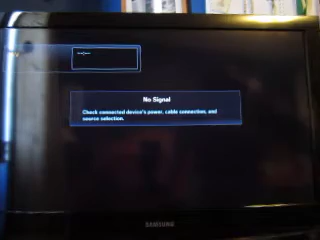 No Signal
Check connected device's power, cable connection, and
source selection.
SAMSUNG